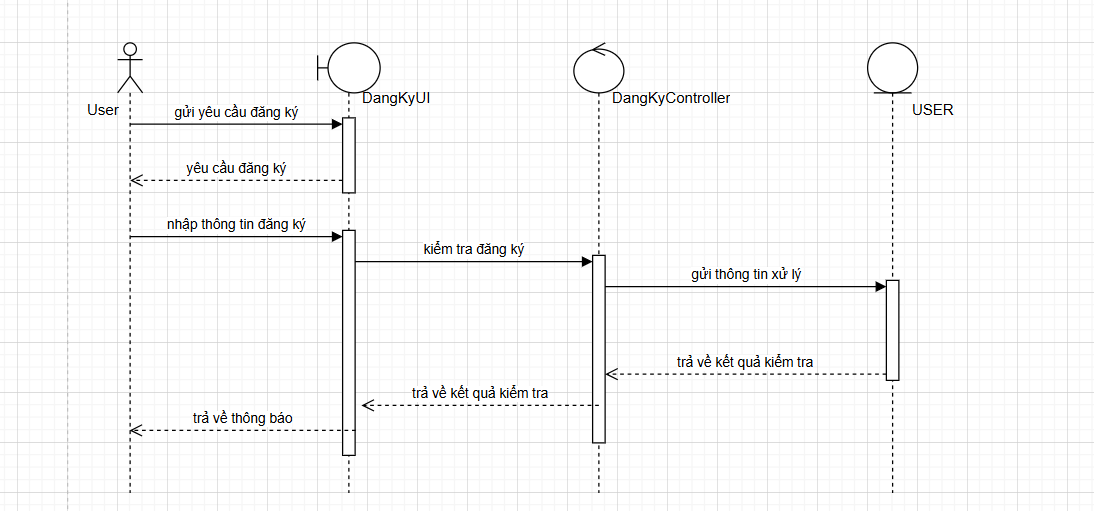 User
DangKyUI
DangKyController
USER
gửi yêu cầu đăng ký
yêu cầu đăng ký
nhập thông tin đăng ký
kiểm tra đăng ký
gửi thông tin xử lý
trả về kết quả kiểm tra
trả về kết quả kiểm tra
trả về thông báo